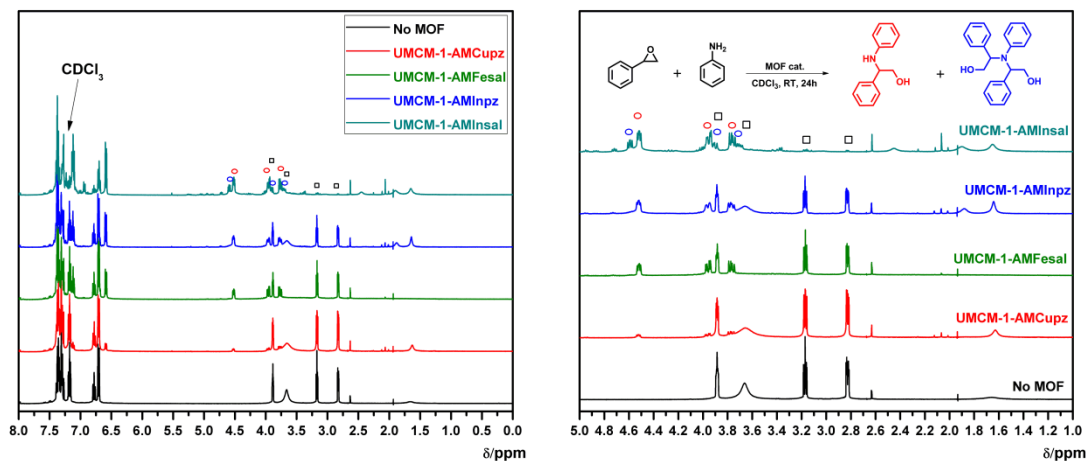 No MOF
UMCM-1-AMCupz
UMCM-1-AMFesal
UMCM-1-AMInpz
UMCM-1-AMInsal
CDCl3
8.0 7.5 7.0 6.5 6.0 5.5 5.0 4.5 4.0 3.5 3.0 2.5 2.0 1.5 1.0 0.5 0.0
δ/ppm
O
+
NH2
MOF cat.
CDCl3, RT, 24h
HN
OH
+
HO
N
OH
UMCM-1-AMInsal
UMCM-1-AMInpz
UMCM-1-AMFesal
UMCM-1-AMCupz
No MOF
5.0 4.8 4.6 4.4 4.2 4.0 3.8 3.6 3.4 3.2 3.0 2.8 2.6 2.4 2.2 2.0 1.8 1.6 1.4 1.2 1.0
δ/ppm